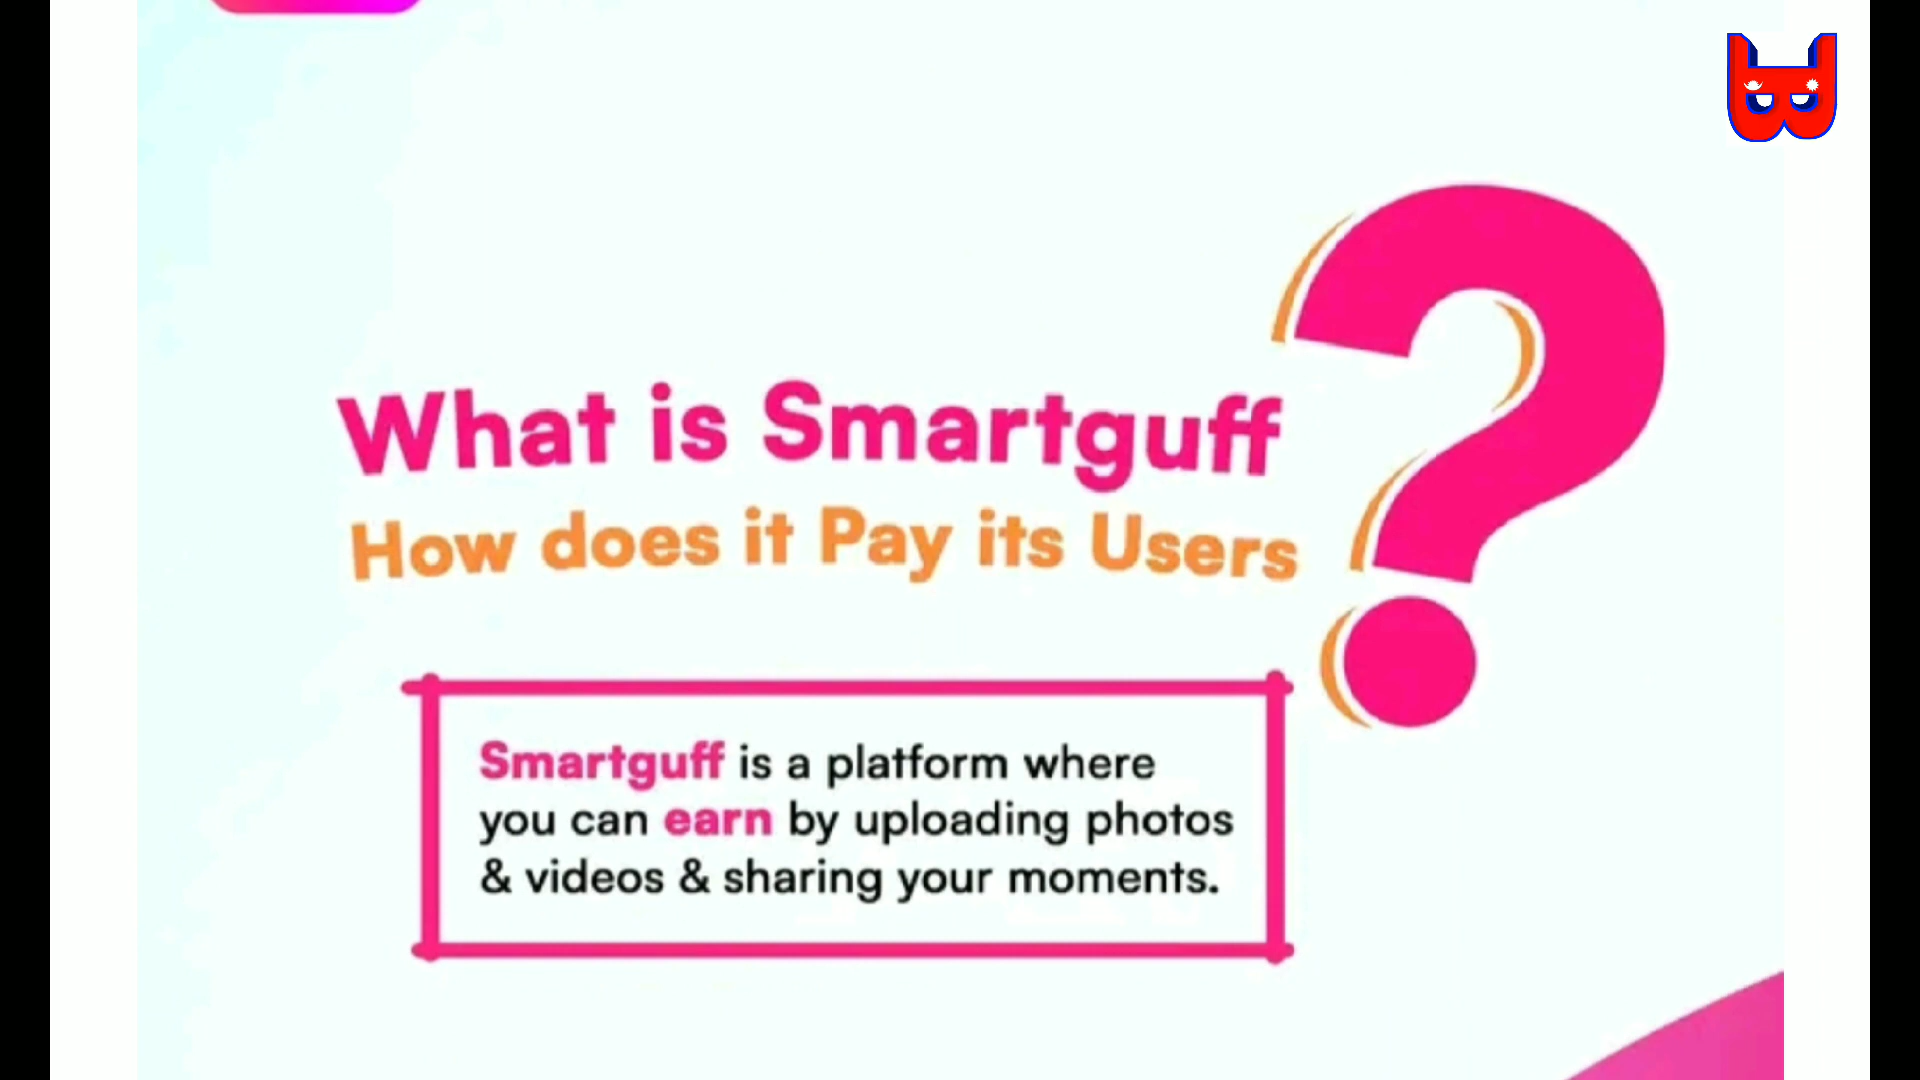 What is Smartguff
How does it Pay its Users
?
Smartguff is a platform where
you can earn by uploading photos
& videos & sharing your moments.